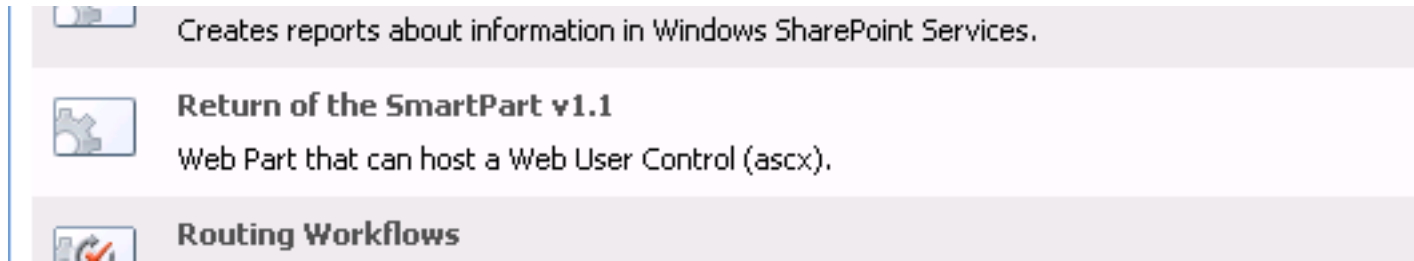 Creates reports about information in Windows SharePoint Services.
Return of the SmartPart v1.1
Web Part that can host a Web User Control (ascx).
Routing Workflows